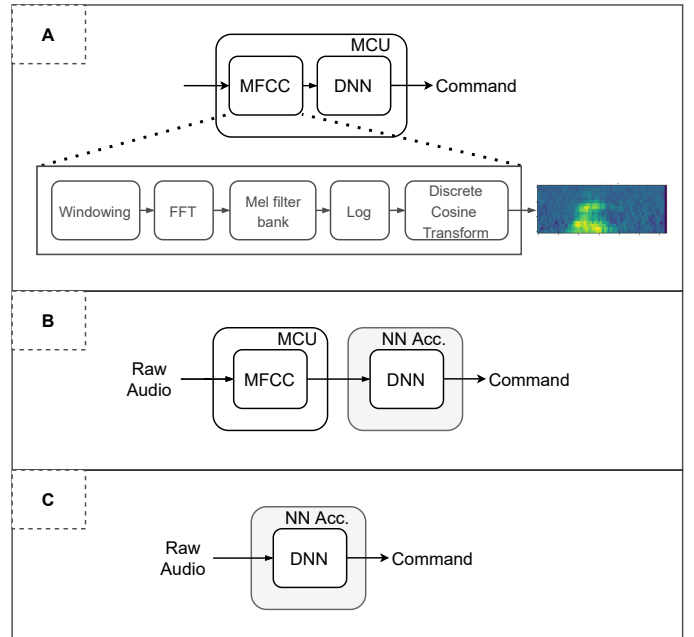 A
MCU
MFCC
DNN
Command
Windowing
FFT
Mel filter
bank
Log
Discrete
Cosine
Transform
B
MCU
NN Acc.
Raw
Audio
MFCC
DNN
Command
C
NN Acc.
Raw
Audio
DNN
Command